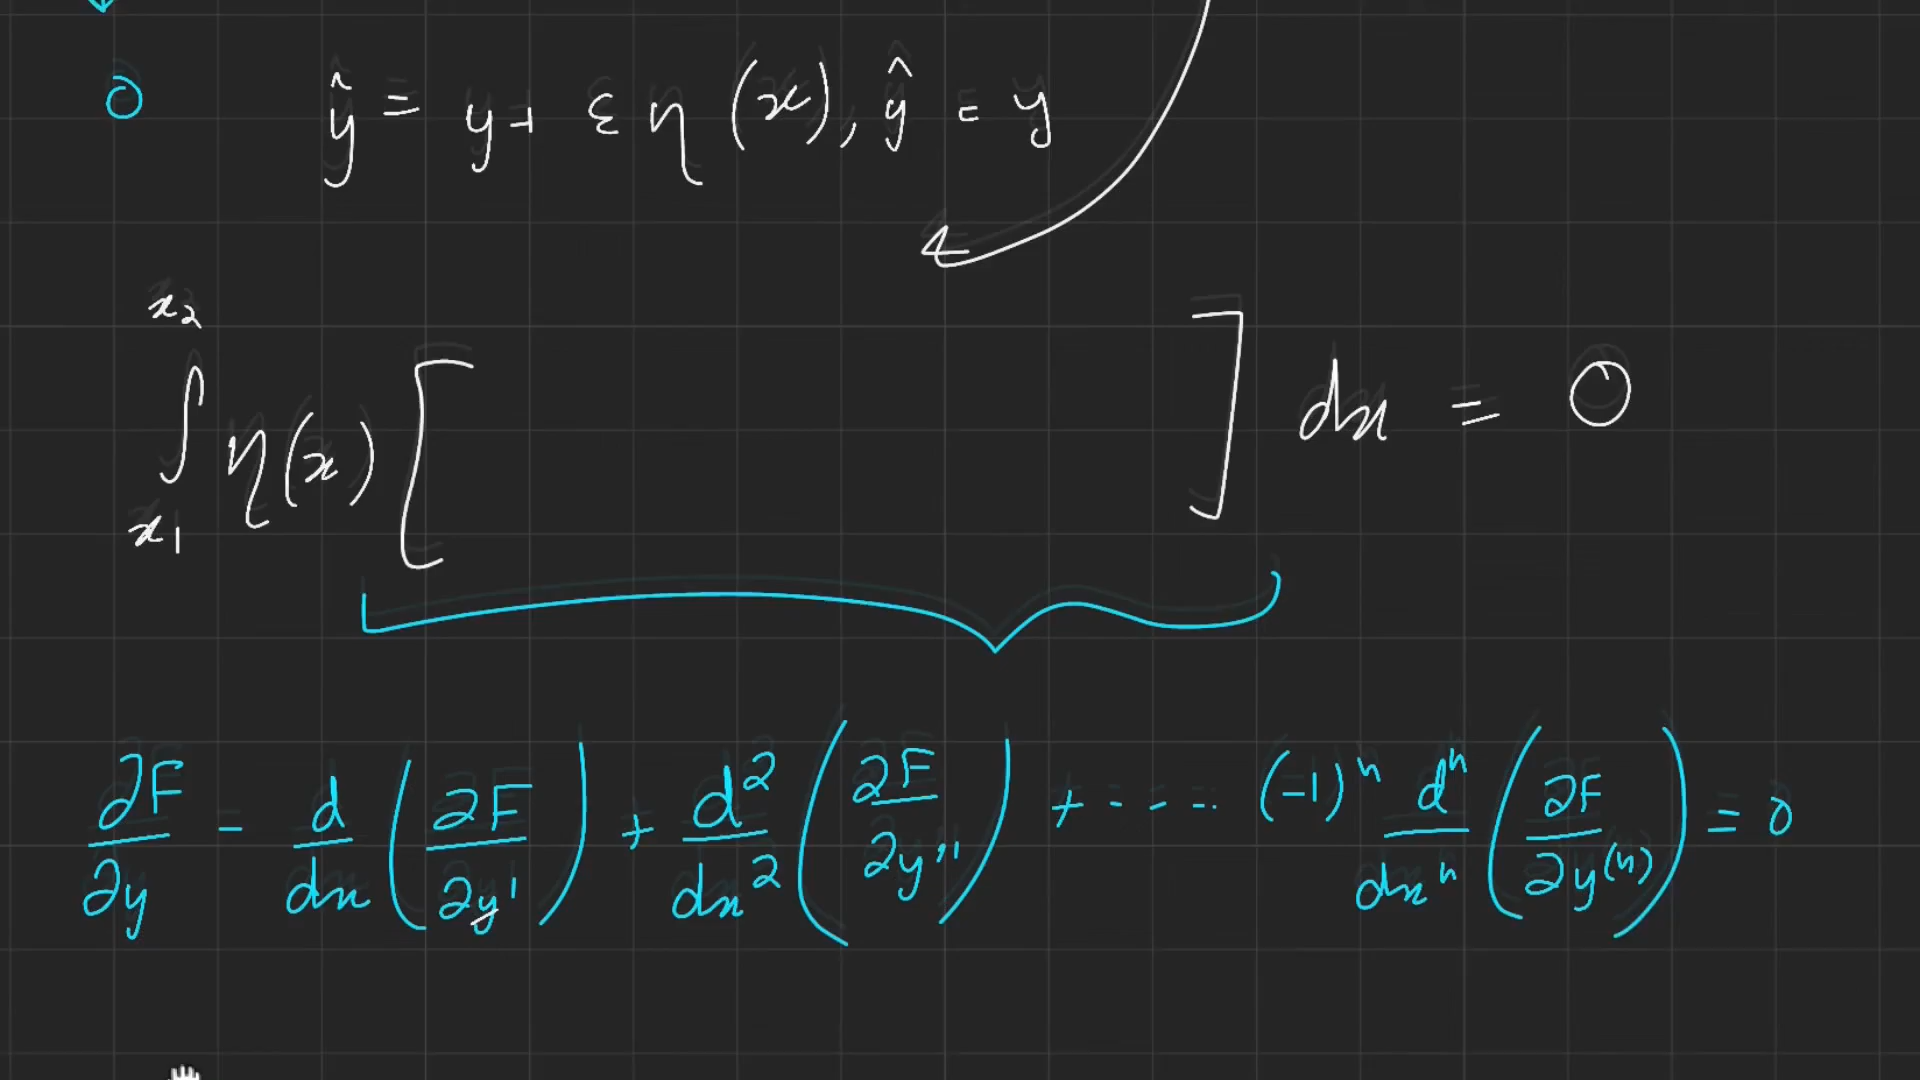 0 ỹ = y + ε η (x), ŷ = y
∫_{x₁}^{x₂} η(x) [ ] dx = 0
∂F/∂y - d/dx (∂F/∂y') + d²/dx² (∂F/∂y'') + ---- (-1)ⁿ dⁿ/dxⁿ (∂F/∂y⁽ⁿ⁾) = 0